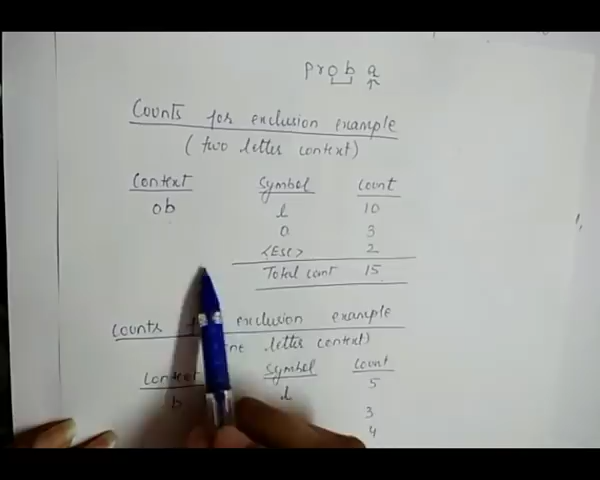 proba
Counts for exclusion example
(two letter context)
Context Symbol Count
ob l 10
o 3
<Esc> 2
Total count 15
Counts exclusion example
letter context)
Context Symbol Count
b l 5
3
4